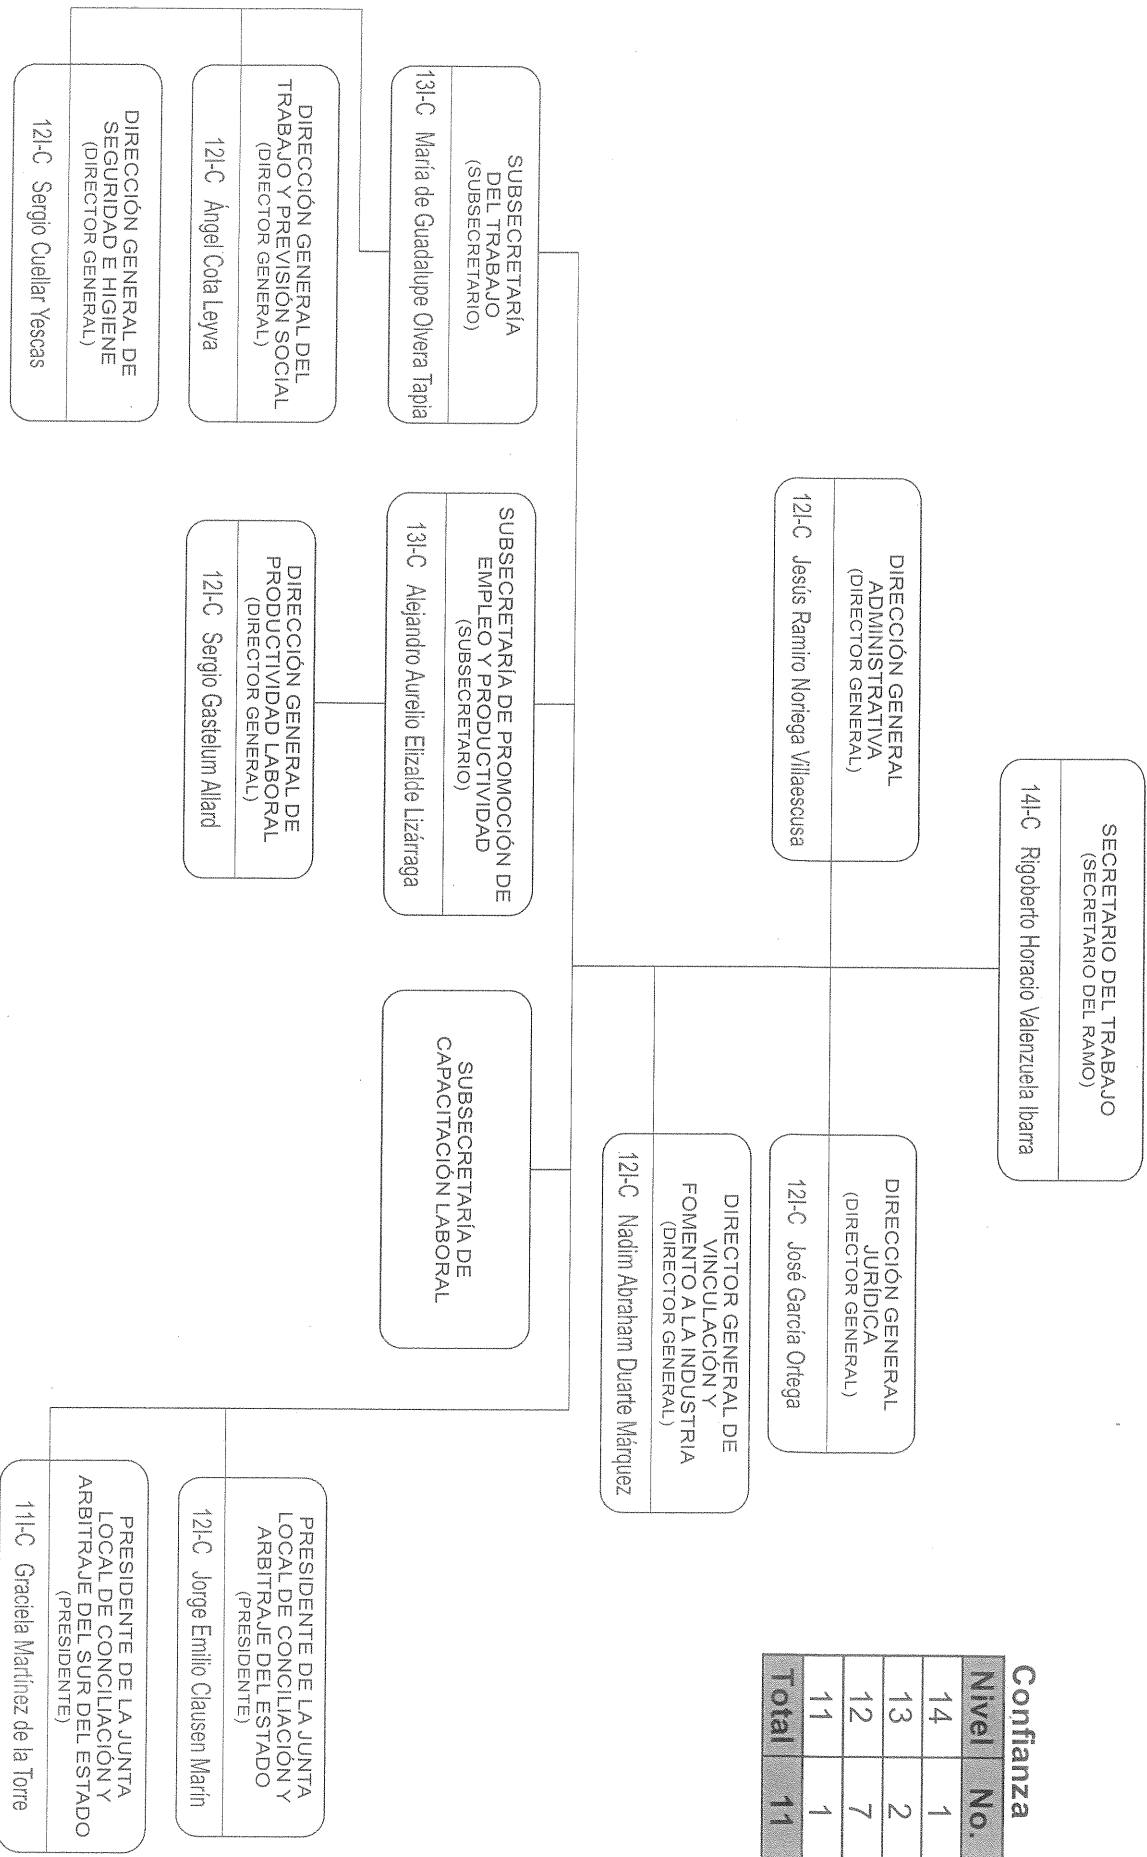 SECRETARIO DEL TRABAJO
(SECRETARIO DEL RAMO)
14I-C Rigoberto Horacio Valenzuela Ibarra
DIRECCIÓN GENERAL
ADMINISTRATIVA
(DIRECTOR GENERAL)
12I-C Jesús Ramiro Noriega Villaescusa
DIRECCIÓN GENERAL
JURÍDICA
(DIRECTOR GENERAL)
12I-C José García Ortega
DIRECTOR GENERAL DE
VINCULACIÓN Y
FOMENTO A LA INDUSTRIA
(DIRECTOR GENERAL)
12I-C Nadim Abraham Duarte Márquez
SUBSECRETARÍA
DEL TRABAJO
(SUBSECRETARIO)
13I-C María de Guadalupe Olvera Tapia
DIRECCIÓN GENERAL DEL
TRABAJO Y PREVISIÓN SOCIAL
(DIRECTOR GENERAL)
12I-C Ángel Cota Leyva
DIRECCIÓN GENERAL DE
SEGURIDAD E HIGIENE
(DIRECTOR GENERAL)
12I-C Sergio Cuellar Yescas
SUBSECRETARÍA DE PROMOCIÓN DE
EMPLEO Y PRODUCTIVIDAD
(SUBSECRETARIO)
13I-C Alejandro Aurelio Elizalde Lizárraga
DIRECCIÓN GENERAL DE
PRODUCTIVIDAD LABORAL
(DIRECTOR GENERAL)
12I-C Sergio Gastelum Allard
SUBSECRETARÍA DE
CAPACITACIÓN LABORAL
PRESIDENTE DE LA JUNTA
LOCAL DE CONCILIACIÓN Y
ARBITRAJE DEL ESTADO
(PRESIDENTE)
12I-C Jorge Emilio Clausen Marín
PRESIDENTE DE LA JUNTA
LOCAL DE CONCILIACIÓN Y
ARBITRAJE DEL SUR DEL ESTADO
(PRESIDENTE)
11I-C Graciela Martínez de la Torre
Confianza
Nivel No.
14 1
13 2
12 7
11 1
Total 11